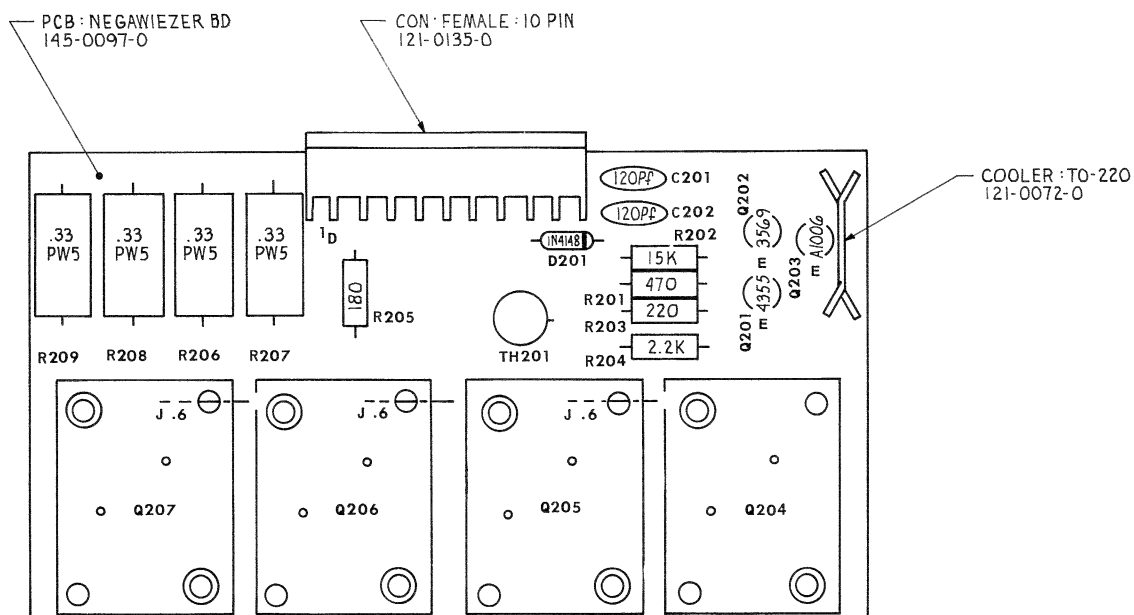 PCB: NEGAWIEZER BD
145-0097-0
CON: FEMALE: 10 PIN
121-0135-0
COOLER: TO-220
121-0072-0
.33
PW5
.33
PW5
.33
PW5
.33
PW5
1D
180
R205
120Pf C201
120Pf C202
1N4148
D201
R202
15K
470
R201
220
R203
2.2K
R204
TH201
Q202
3569
E
Q203
A1006
E
4355
Q201
E
R209
R208
R206
R207
J .6
J .6
J .6
Q207
Q206
Q205
Q204